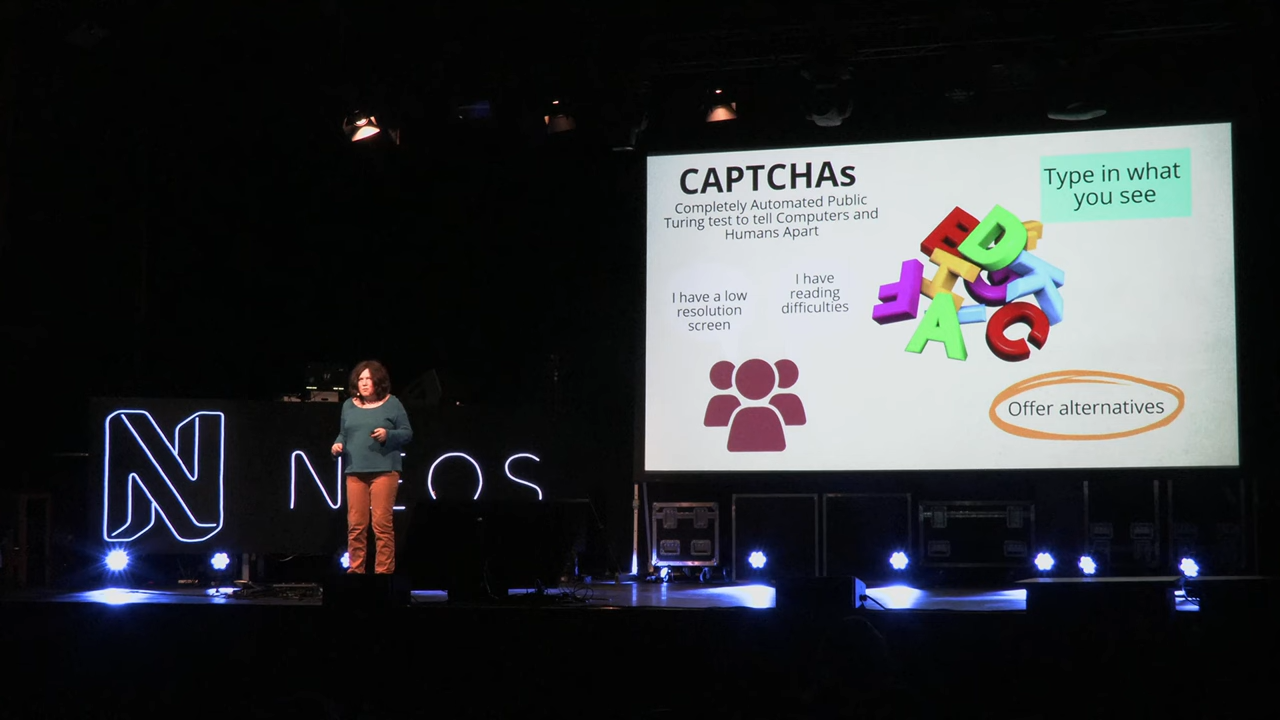 CAPTCHAs
Completely Automated Public
Turing test to tell Computers and
Humans Apart
Type in what
you see
I have a low
resolution
screen
I have
reading
difficulties
E D
A C
Offer alternatives
N NEOS